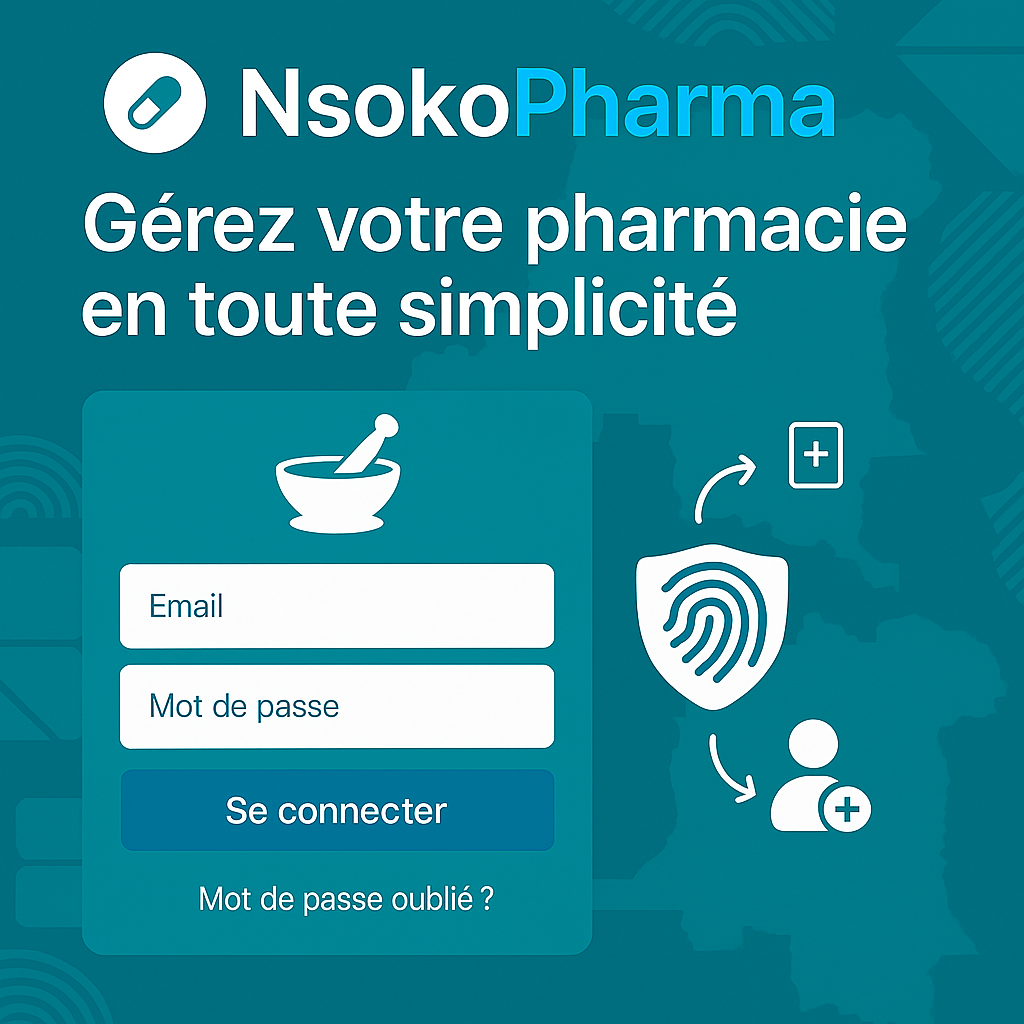 NsokoPharma
Gérez votre pharmacie
en toute simplicité
Email
Mot de passe
Se connecter
Mot de passe oublié ?